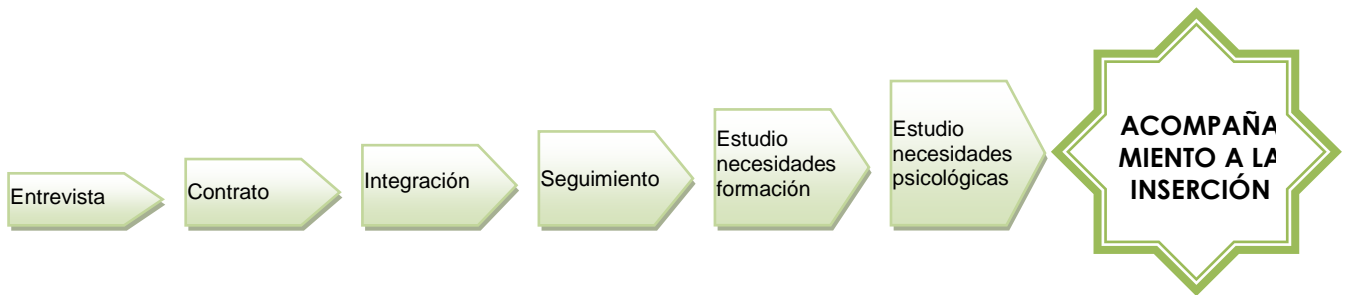 Entrevista
Contrato
Integración
Seguimiento
Estudio
necesidades
formación
Estudio
necesidades
psicológicas
ACOMPAÑA
MIENTO A LA
INSERCIÓN